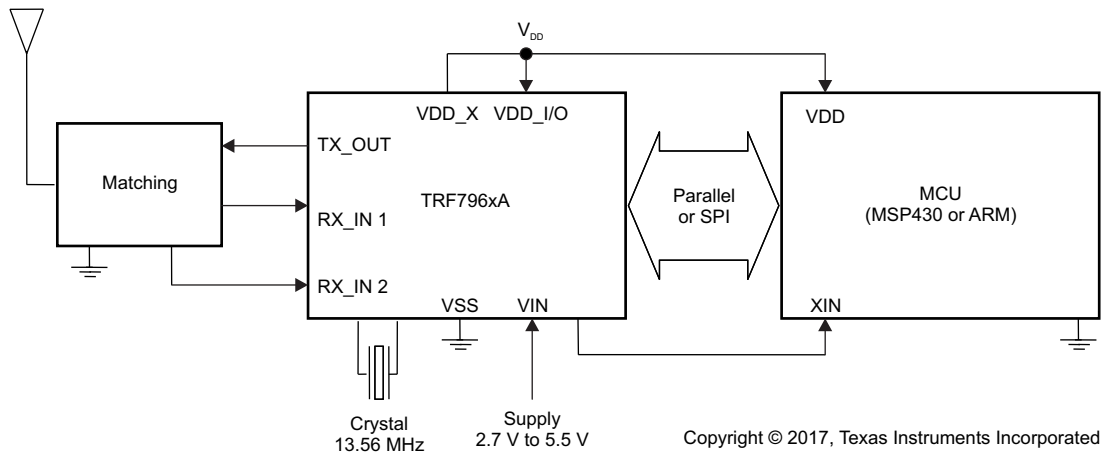 V_DD
VDD_X VDD_I/O
VDD
TX_OUT
Matching
RX_IN 1
TRF796xA
Parallel
or SPI
MCU
(MSP430 or ARM)
RX_IN 2
VSS
VIN
XIN
Crystal
13.56 MHz
Supply
2.7 V to 5.5 V
Copyright © 2017, Texas Instruments Incorporated